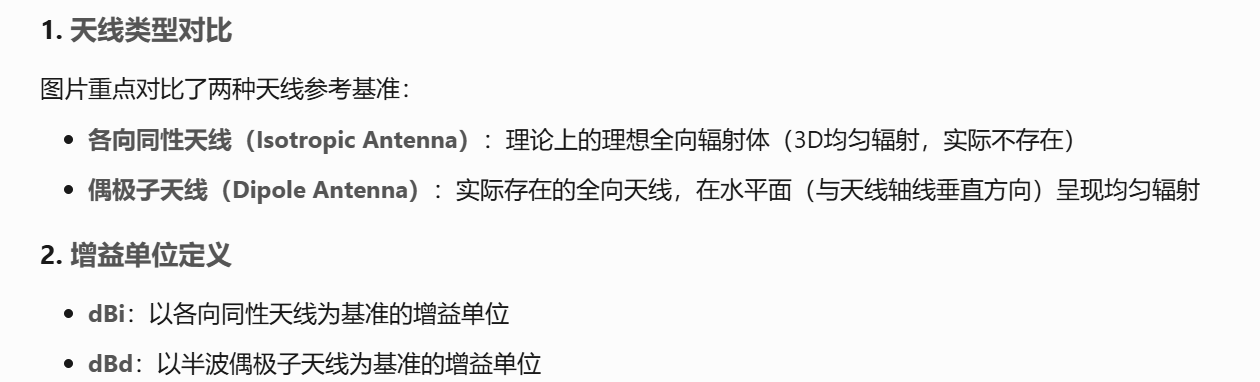 1. 天线类型对比
图片重点对比了两种天线参考基准：
• 各向同性天线（Isotropic Antenna）：理论上的理想全向辐射体（3D均匀辐射，实际不存在）
• 偶极子天线（Dipole Antenna）：实际存在的全向天线，在水平面（与天线轴线垂直方向）呈现均匀辐射
2. 增益单位定义
• dBi：以各向同性天线为基准的增益单位
• dBd：以半波偶极子天线为基准的增益单位